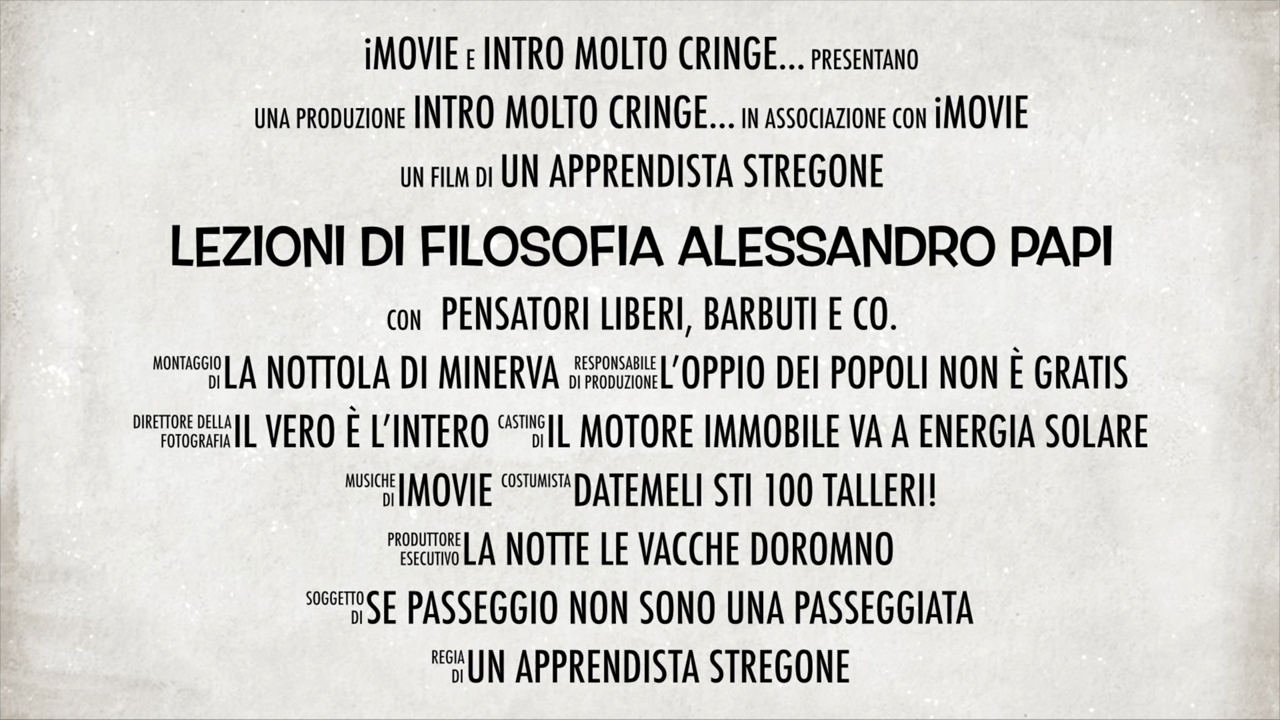 iMOVIE E INTRO MOLTO CRINGE... PRESENTANO
UNA PRODUZIONE INTRO MOLTO CRINGE... IN ASSOCIAZIONE CON iMOVIE
UN FILM DI UN APPRENDISTA STREGONE
LEZIONI DI FILOSOFIA ALESSANDRO PAPI
CON PENSATORI LIBERI, BARBUTI E CO.
MONTAGGIO DI LA NOTTOLA DI MINERVA RESPONSABILE DI PRODUZIONE L'OPPIO DEI POPOLI NON È GRATIS
DIRETTORE DELLA FOTOGRAFIA IL VERO È L'INTERO CASTING DI IL MOTORE IMMOBILE VA A ENERGIA SOLARE
MUSICHE DI IMOVIE COSTUMISTA DATEMELI STI 100 TALLERI!
PRODUTTORE ESECUTIVO LA NOTTE LE VACCHE DOROMNO
SOGGETTO DI SE PASSEGGIO NON SONO UNA PASSEGGIATA
REGIA DI UN APPRENDISTA STREGONE